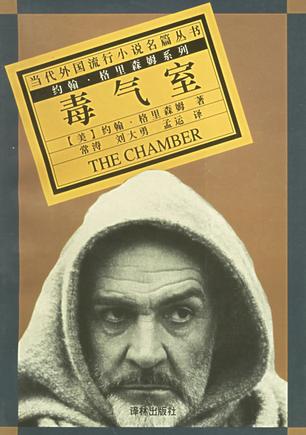 当代外国流行小说名篇丛书
约翰·格里森姆系列
毒气室
［美］约翰·格里森姆 著
常涛 刘大勇 孟运 译
THE CHAMBER
译林出版社